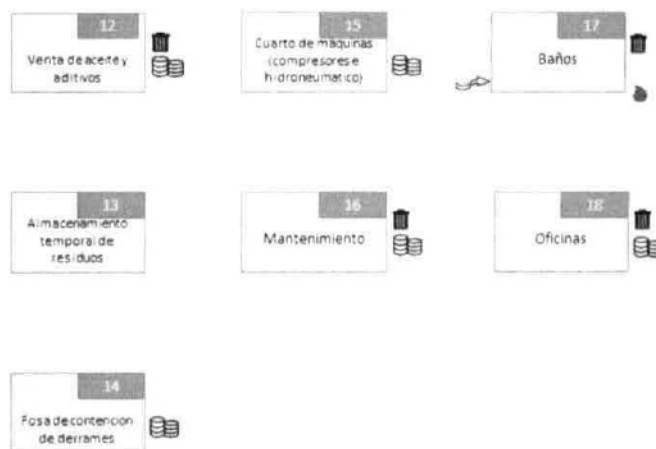 12
Venta de aceite y
aditivos
15
Cuarto de máquinas
(compresores e
hidroneumatico)
17
Baños
13
Almacenamiento
temporal de
residuos
16
Mantenimiento
18
Oficinas
14
Fosa de contencion
de derrames